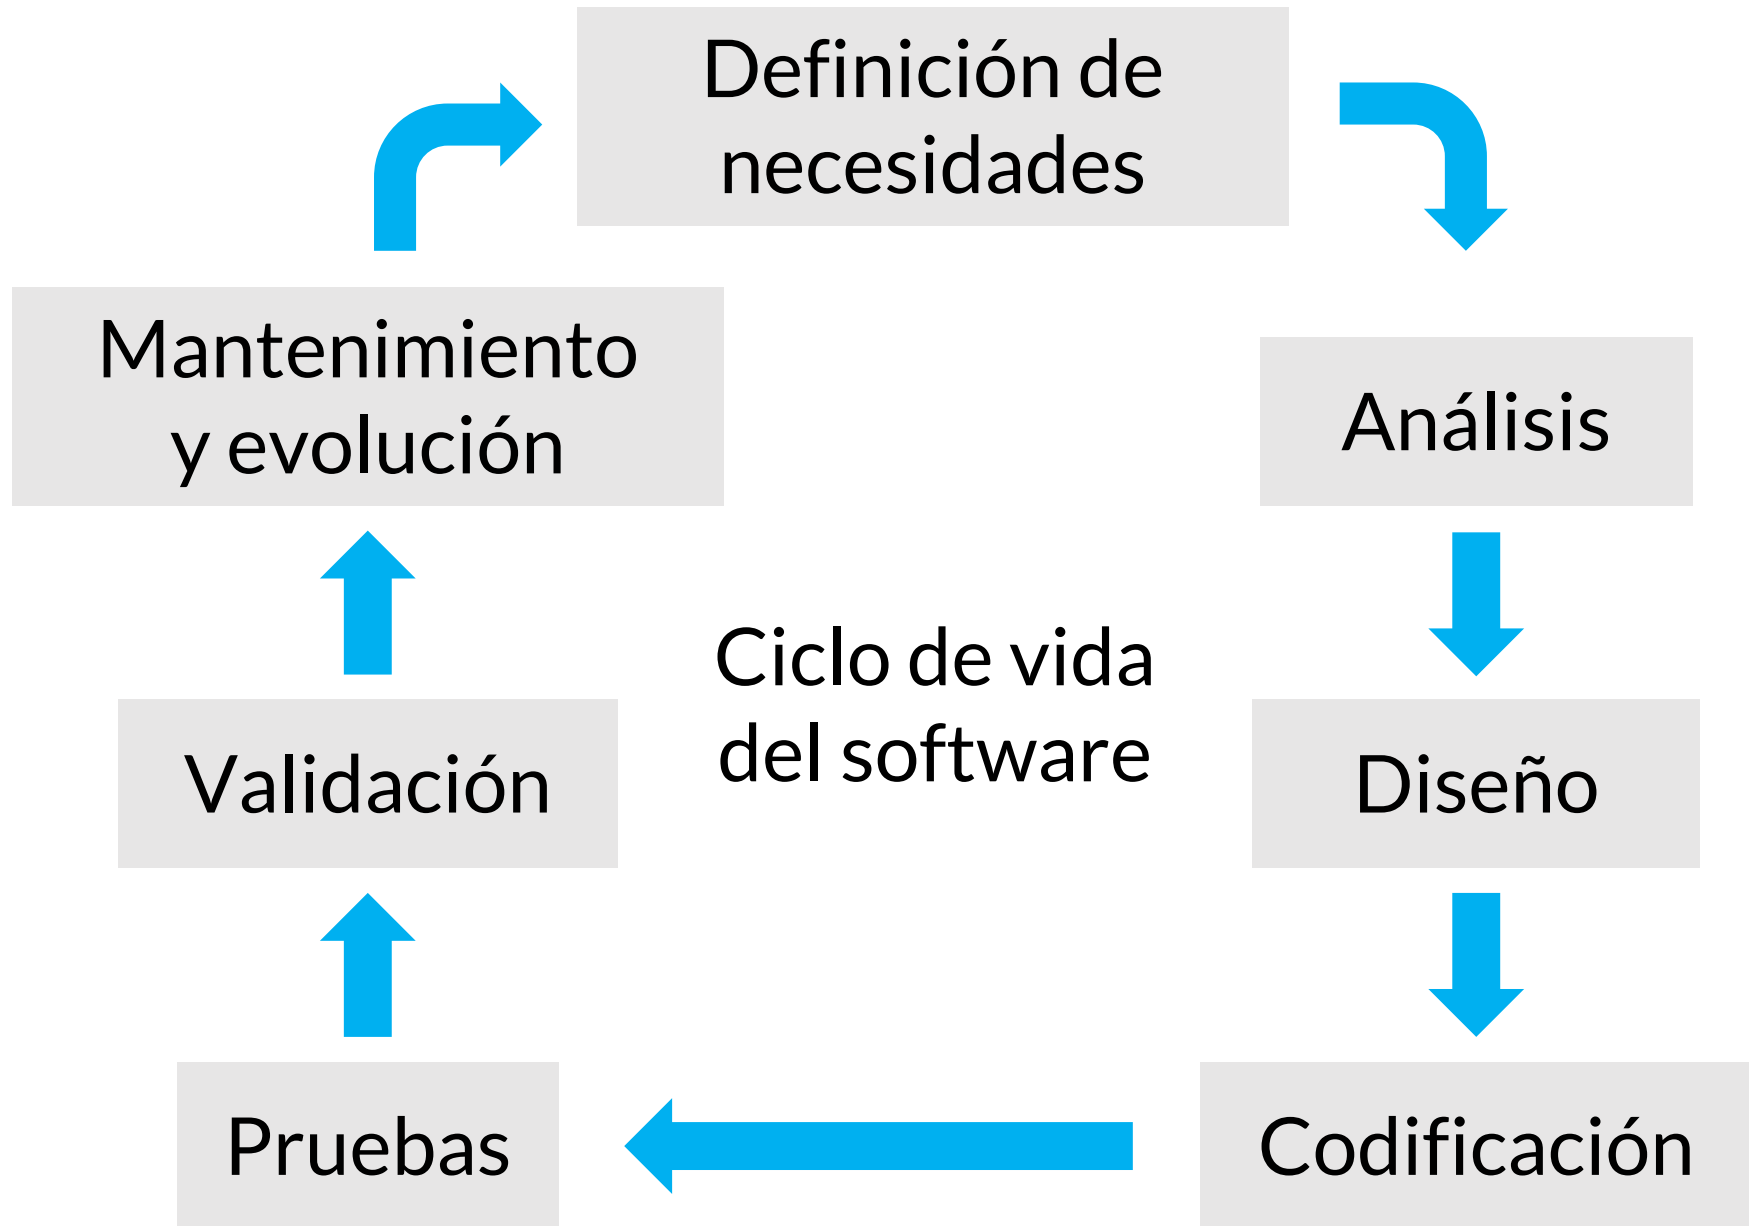 Definición de
necesidades
Análisis
Diseño
Codificación
Pruebas
Validación
Mantenimiento
y evolución
Ciclo de vida
del software